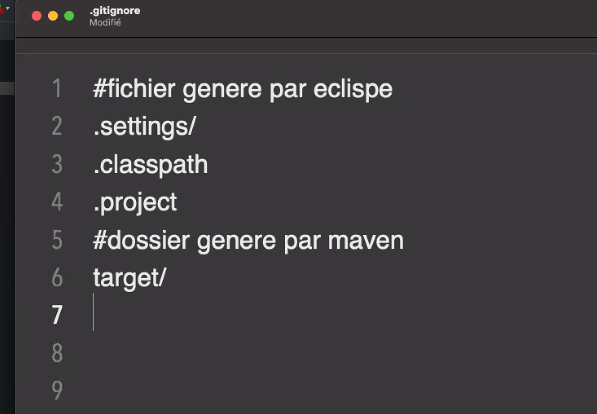 .gitignore
Modifié
1 #fichier genere par eclispe
2 .settings/
3 .classpath
4 .project
5 #dossier genere par maven
6 target/
7
8
9